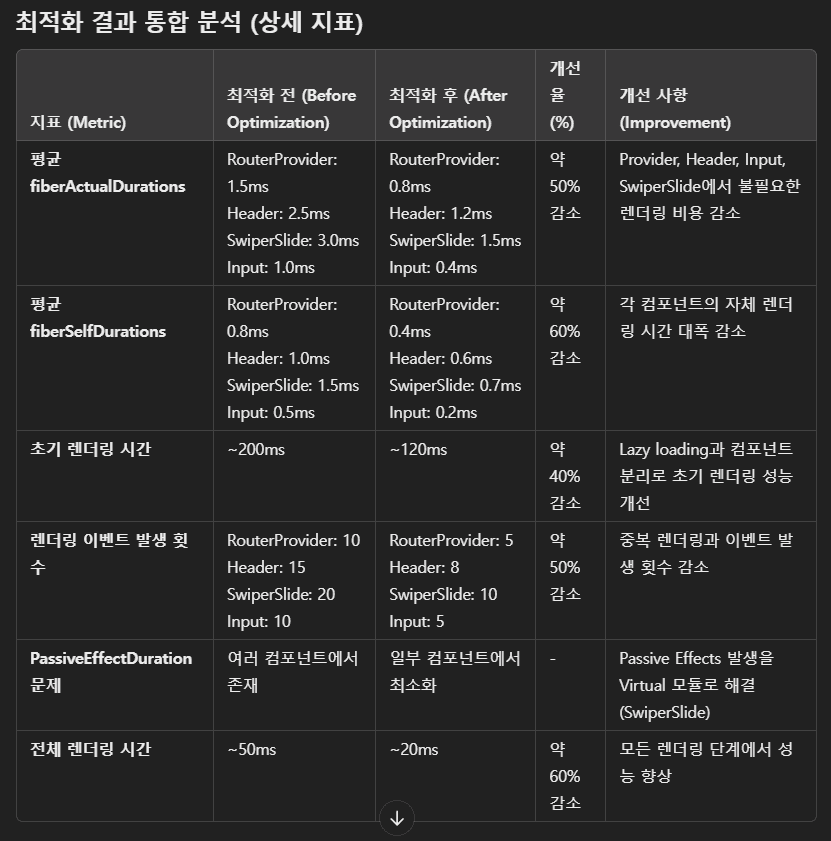 최적화 결과 통합 분석 (상세 지표)
지표 (Metric)
최적화 전 (Before
Optimization)
최적화 후 (After
Optimization)
개선
율
(%)
개선 사항
(Improvement)
평균
fiberActualDurations
RouterProvider:
1.5ms
Header: 2.5ms
SwiperSlide: 3.0ms
Input: 1.0ms
RouterProvider:
0.8ms
Header: 1.2ms
SwiperSlide: 1.5ms
Input: 0.4ms
약
50%
감소
Provider, Header, Input,
SwiperSlide에서 불필요한
렌더링 비용 감소
평균
fiberSelfDurations
RouterProvider:
0.8ms
Header: 1.0ms
SwiperSlide: 1.5ms
Input: 0.5ms
RouterProvider:
0.4ms
Header: 0.6ms
SwiperSlide: 0.7ms
Input: 0.2ms
약
60%
감소
각 컴포넌트의 자체 렌더
링 시간 대폭 감소
초기 렌더링 시간
~200ms
~120ms
약
40%
감소
Lazy loading과 컴포넌트
분리로 초기 렌더링 성능
개선
렌더링 이벤트 발생 횟
수
RouterProvider: 10
Header: 15
SwiperSlide: 20
Input: 10
RouterProvider: 5
Header: 8
SwiperSlide: 10
Input: 5
약
50%
감소
중복 렌더링과 이벤트 발
생 횟수 감소
PassiveEffectDuration
문제
여러 컴포넌트에서
존재
일부 컴포넌트에서
최소화
-
Passive Effects 발생을
Virtual 모듈로 해결
(SwiperSlide)
전체 렌더링 시간
~50ms
~20ms
약
60%
감소
모든 렌더링 단계에서 성
능 향상